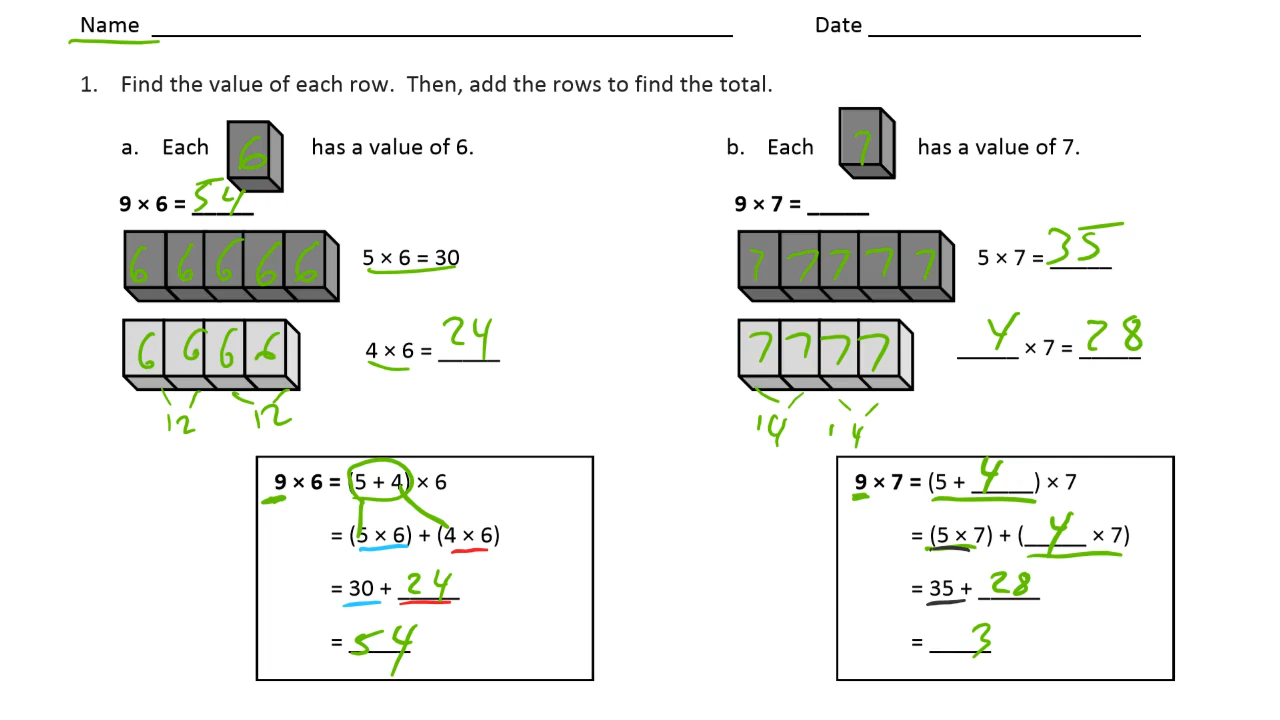 Name ____________ Date ____________
1. Find the value of each row. Then, add the rows to find the total.
a. Each 6 has a value of 6.
9 × 6 = 54
6 6 6 6 6 5 × 6 = 30
6 6 6 6 4 × 6 = 24
12 12
9 × 6 = (5 + 4) × 6
= (5 × 6) + (4 × 6)
= 30 + 24
= 54
b. Each 7 has a value of 7.
9 × 7 = _____
7 7 7 7 7 5 × 7 = 35
7 7 7 7 4 × 7 = 28
14 14
9 × 7 = (5 + 4) × 7
= (5 × 7) + (4 × 7)
= 35 + 28
= 3